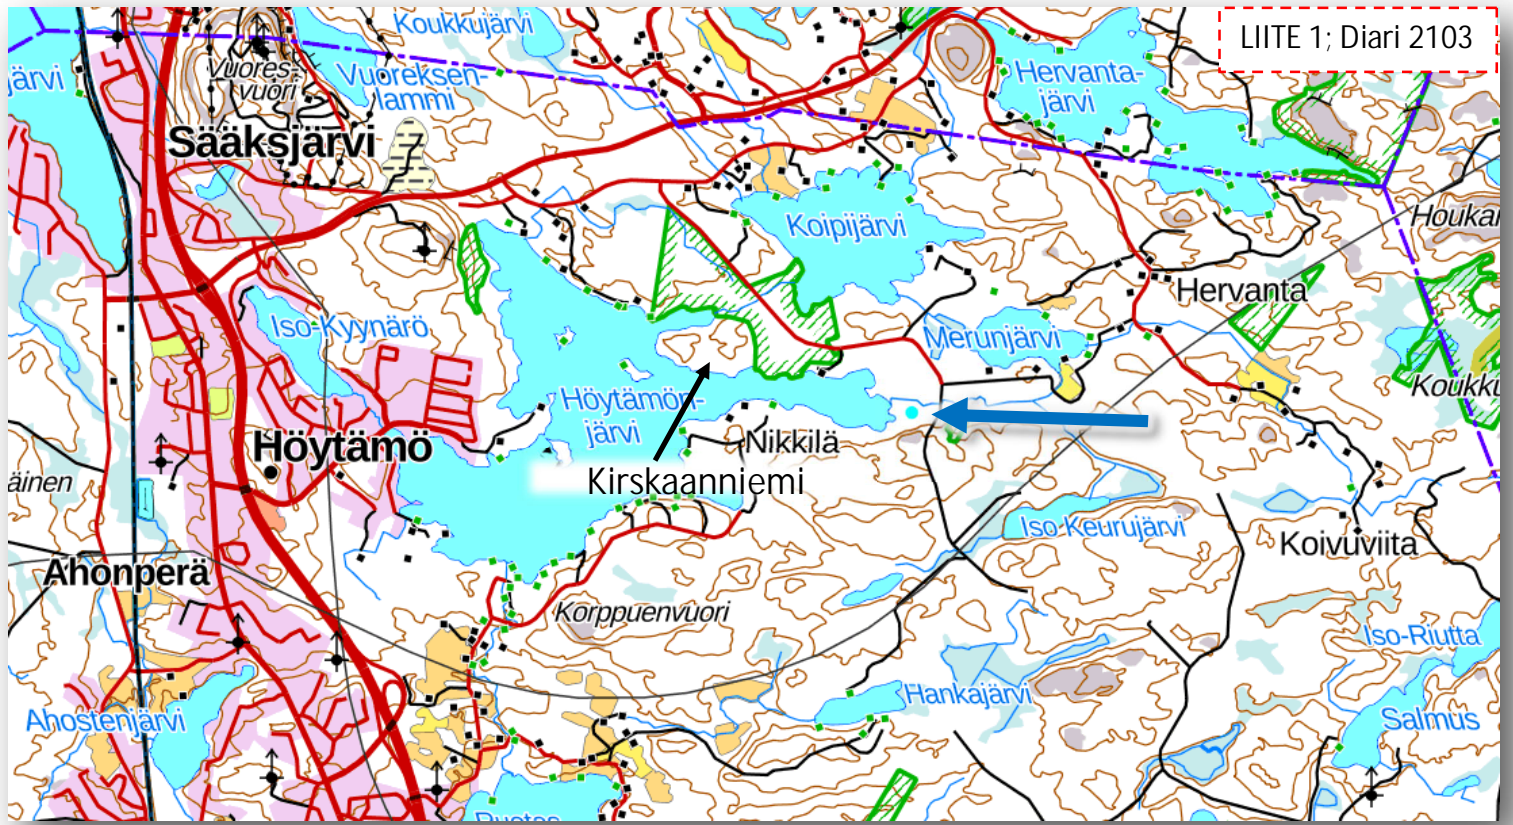 Koukkujärvi
LIITE 1; Diari 2103
järvi
Vuores-
vuori
Vuoreksen-
lammi
Hervanta-
järvi
Sääksjärvi
Koipijärvi
Houkar
Hervanta
Iso-Kyynärö
Merunjärvi
Höytämön-
järvi
Koukku
Höytämö
Nikkilä
äinen
Kirskaanniemi
Iso Keurujärvi
Koivuviita
Ahonperä
Korppuenvuori
Iso-Riutta
Hankajärvi
Ahostenjärvi
Salmus